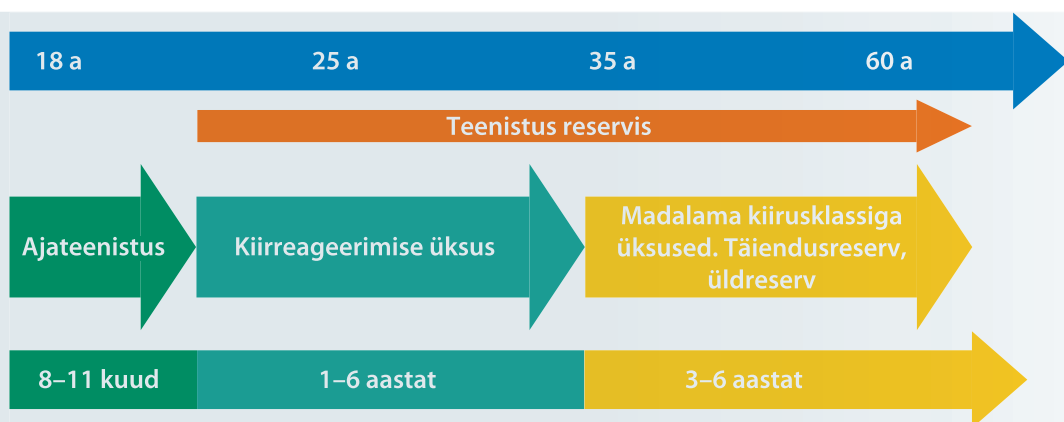 18 a 25 a 35 a 60 a
Teenistus reservis
Ajateenistus
Kiirreageerimise üksus
Madalama kiirusklassiga
üksused. Täiendusreserv,
üldreserv
8–11 kuud
1–6 aastat
3–6 aastat